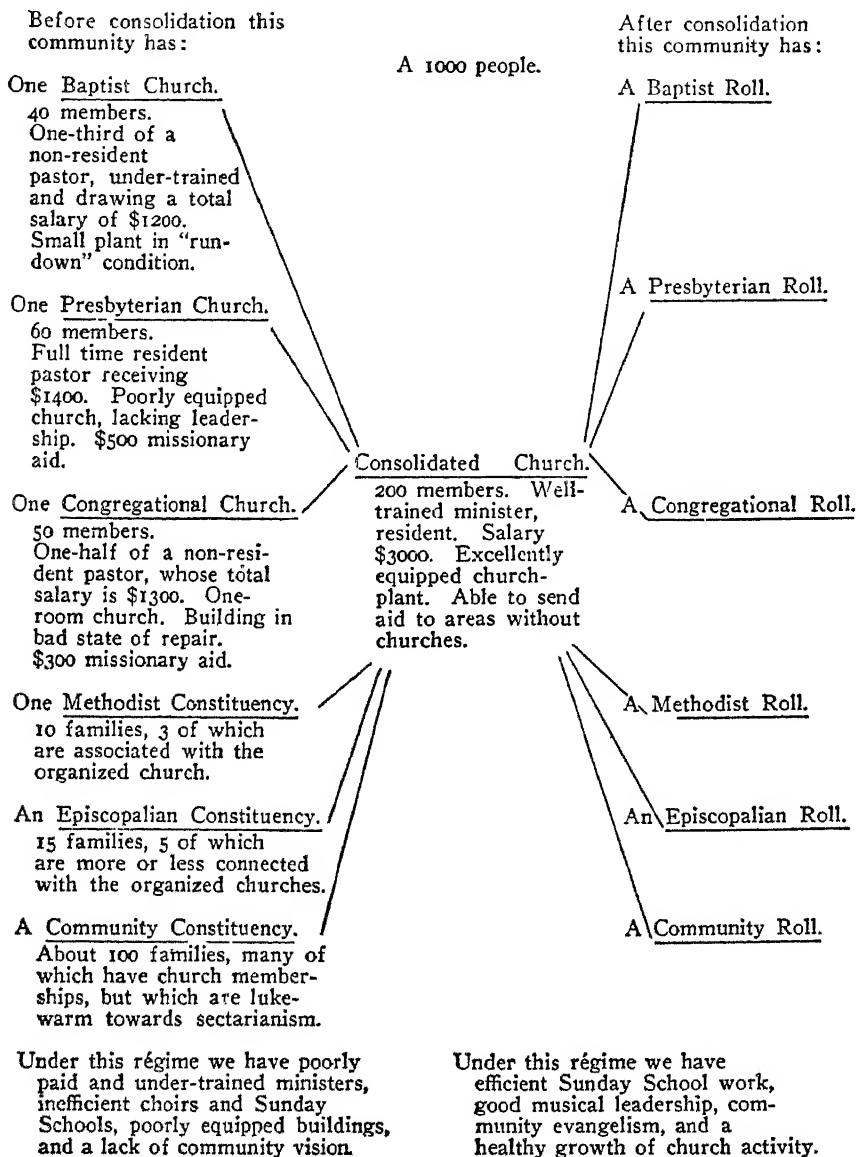 Before consolidation this
community has:
One Baptist Church.
40 members.
One-third of a
non-resident
pastor, under-trained
and drawing a total
salary of $1200.
Small plant in “run-
down” condition.
One Presbyterian Church.
60 members.
Full time resident
pastor receiving
$1400. Poorly equipped
church, lacking leader-
ship. $500 missionary
aid.
One Congregational Church.
50 members.
One-half of a non-resi-
dent pastor, whose total
salary is $1300. One-
room church. Building in
bad state of repair.
$300 missionary aid.
One Methodist Constituency.
10 families, 3 of which
are associated with the
organized church.
An Episcopalian Constituency.
15 families, 5 of which
are more or less connected
with the organized churches.
A Community Constituency.
About 100 families, many of
which have church member-
ships, but which are luke-
warm towards sectarianism.
Under this régime we have poorly
paid and under-trained ministers,
inefficient choirs and Sunday
Schools, poorly equipped buildings,
and a lack of community vision
A 1000 people.
Consolidated Church.
200 members. Well-
trained minister,
resident. Salary
$3000. Excellently
equipped church-
plant. Able to send
aid to areas without
churches.
After consolidation
this community has:
A Baptist Roll.
A Presbyterian Roll.
A Congregational Roll.
A Methodist Roll.
An Episcopalian Roll.
A Community Roll.
Under this régime we have
efficient Sunday School work,
good musical leadership, com-
munity evangelism, and a
healthy growth of church activity.